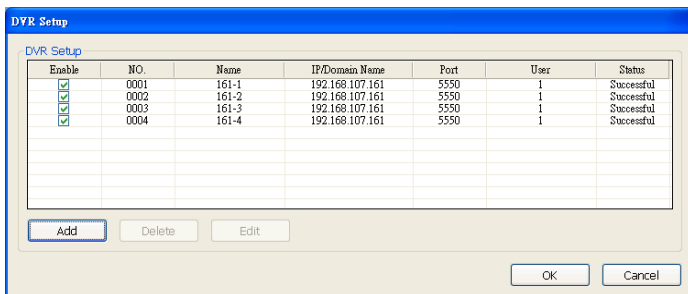 DVR Setup
DVR Setup
Enable NO. Name IP/Domain Name Port User Status
0001 161-1 192.168.107.161 5550 1 Successful
0002 161-2 192.168.107.161 5550 1 Successful
0003 161-3 192.168.107.161 5550 1 Successful
0004 161-4 192.168.107.161 5550 1 Successful
Add Delete Edit
OK Cancel